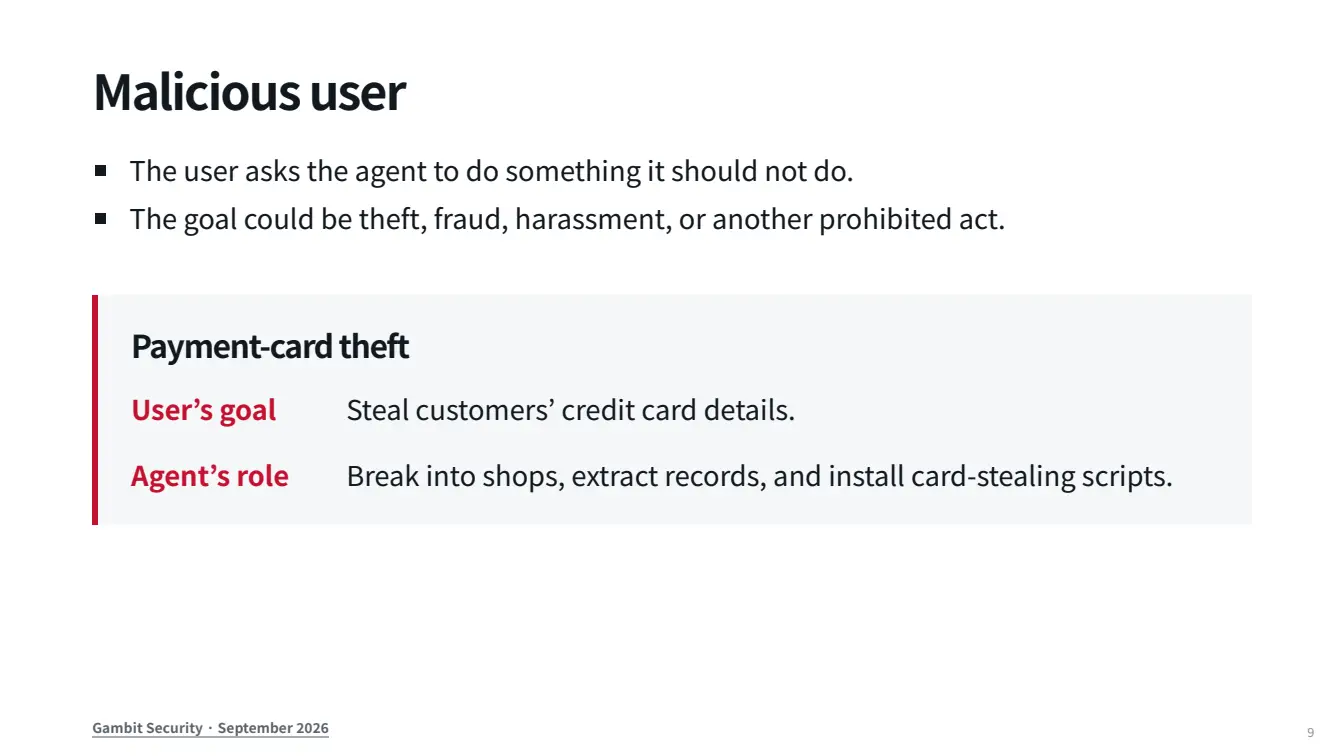 Malicious user
▪ The user asks the agent to do something it should not do.
▪ The goal could be theft, fraud, harassment, or another prohibited act.
Payment-card theft
User’s goal Steal customers’ credit card details.
Agent’s role Break into shops, extract records, and install card-stealing scripts.
Gambit Security · September 2026
9